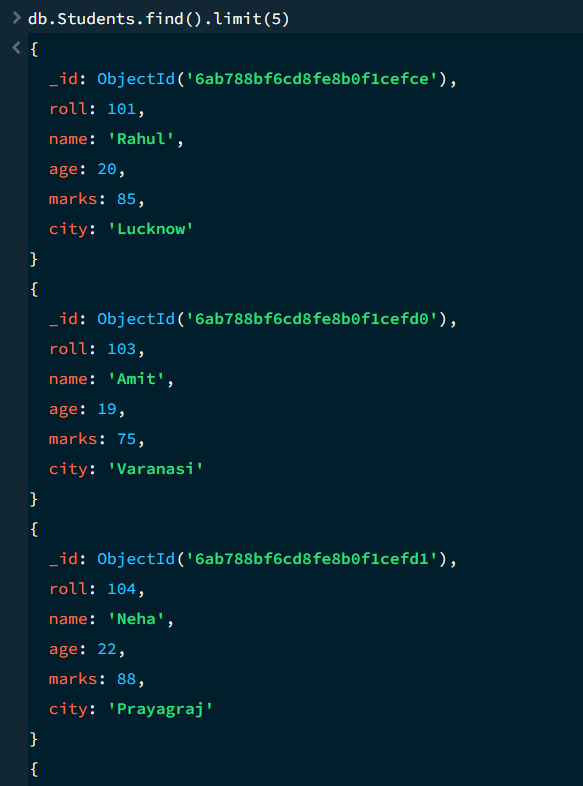 db.Students.find().limit(5)
{
_id: ObjectId('6ab788bf6cd8fe8b0f1cefce'),
roll: 101,
name: 'Rahul',
age: 20,
marks: 85,
city: 'Lucknow'
}
{
_id: ObjectId('6ab788bf6cd8fe8b0f1cefd0'),
roll: 103,
name: 'Amit',
age: 19,
marks: 75,
city: 'Varanasi'
}
{
_id: ObjectId('6ab788bf6cd8fe8b0f1cefd1'),
roll: 104,
name: 'Neha',
age: 22,
marks: 88,
city: 'Prayagraj'
}
{